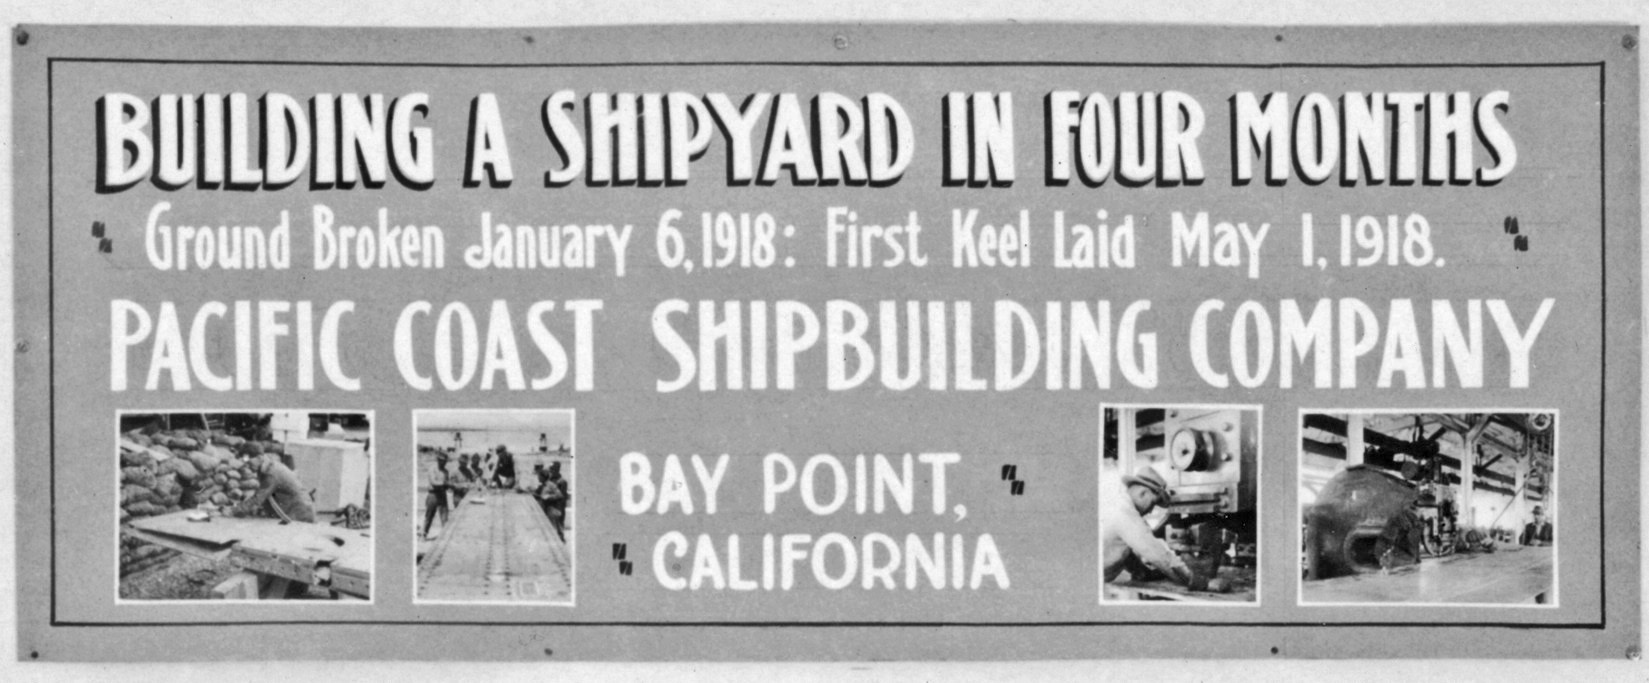 BUILDING A SHIPYARD IN FOUR MONTHS
Ground Broken January 6, 1918: First Keel Laid May 1, 1918.
PACIFIC COAST SHIPBUILDING COMPANY
BAY POINT,
CALIFORNIA